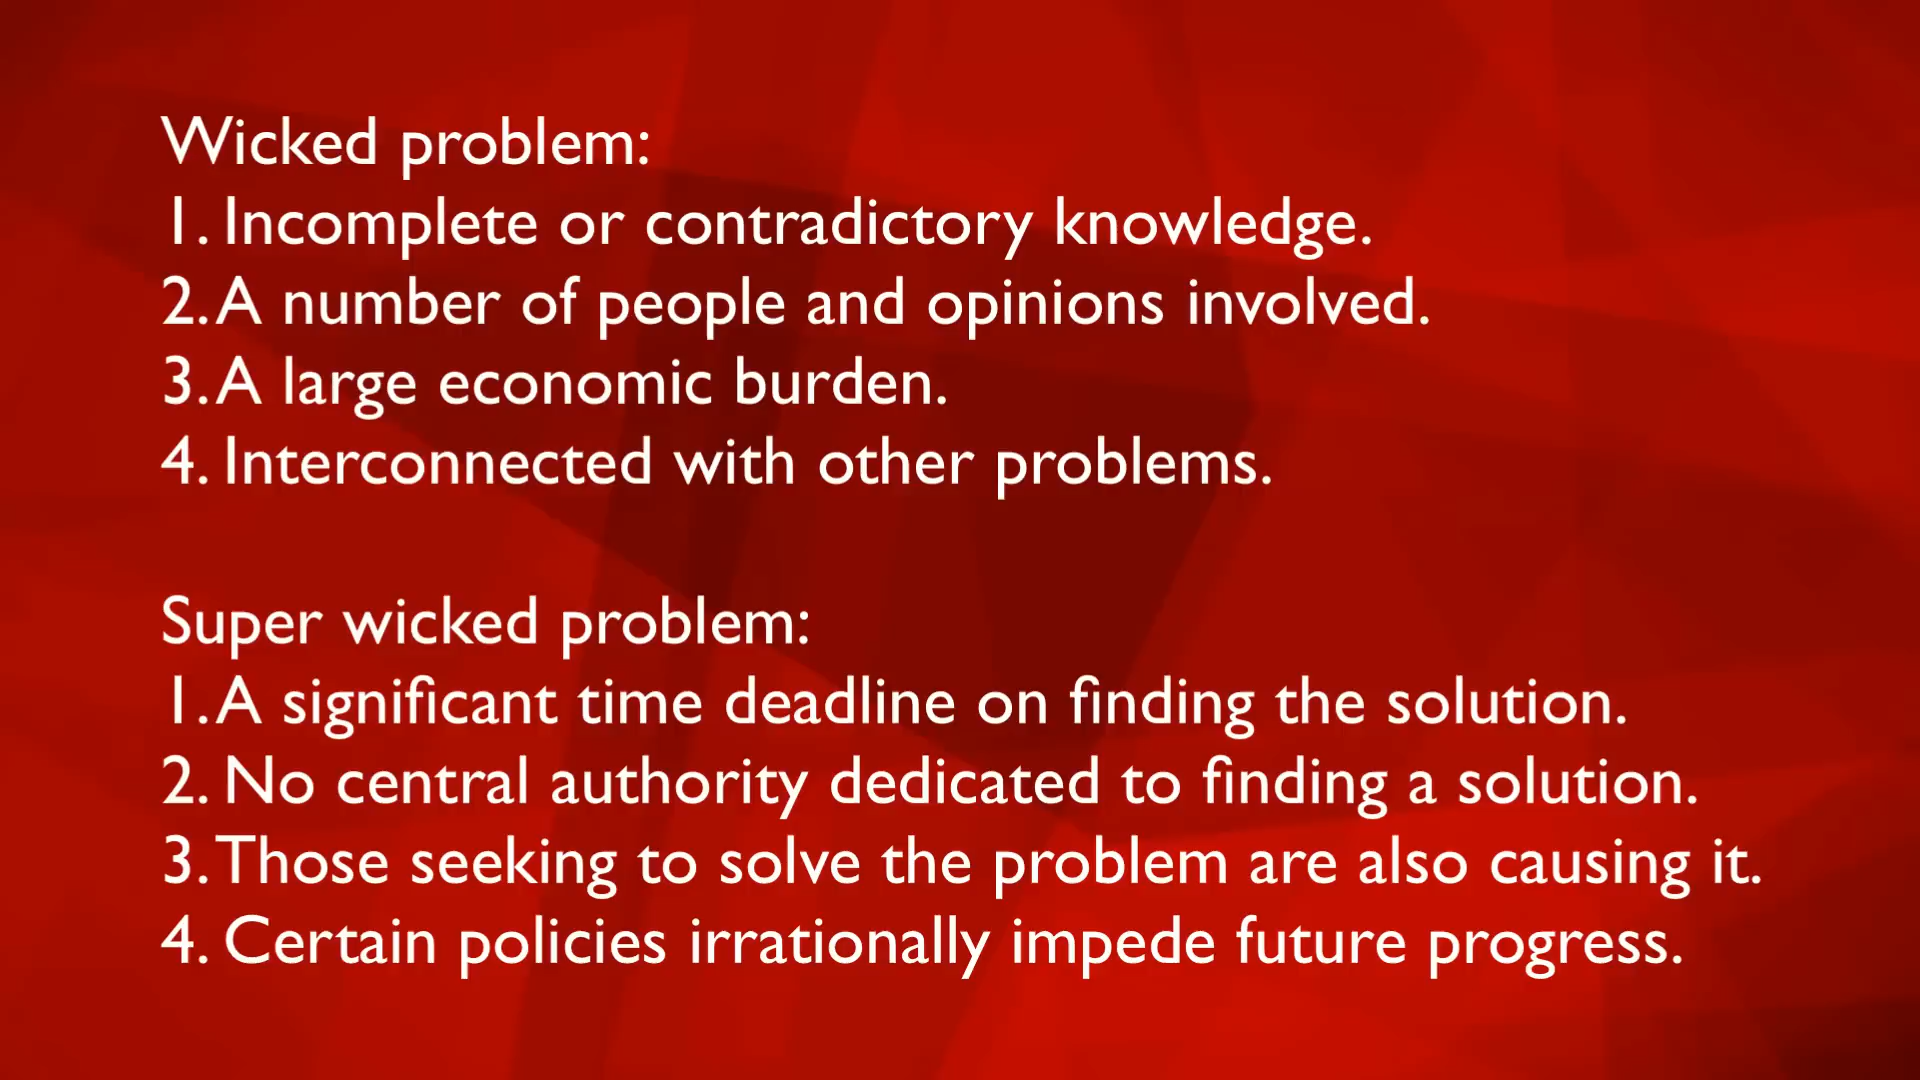 Wicked problem:
1. Incomplete or contradictory knowledge.
2. A number of people and opinions involved.
3. A large economic burden.
4. Interconnected with other problems.
Super wicked problem:
1. A significant time deadline on finding the solution.
2. No central authority dedicated to finding a solution.
3. Those seeking to solve the problem are also causing it.
4. Certain policies irrationally impede future progress.